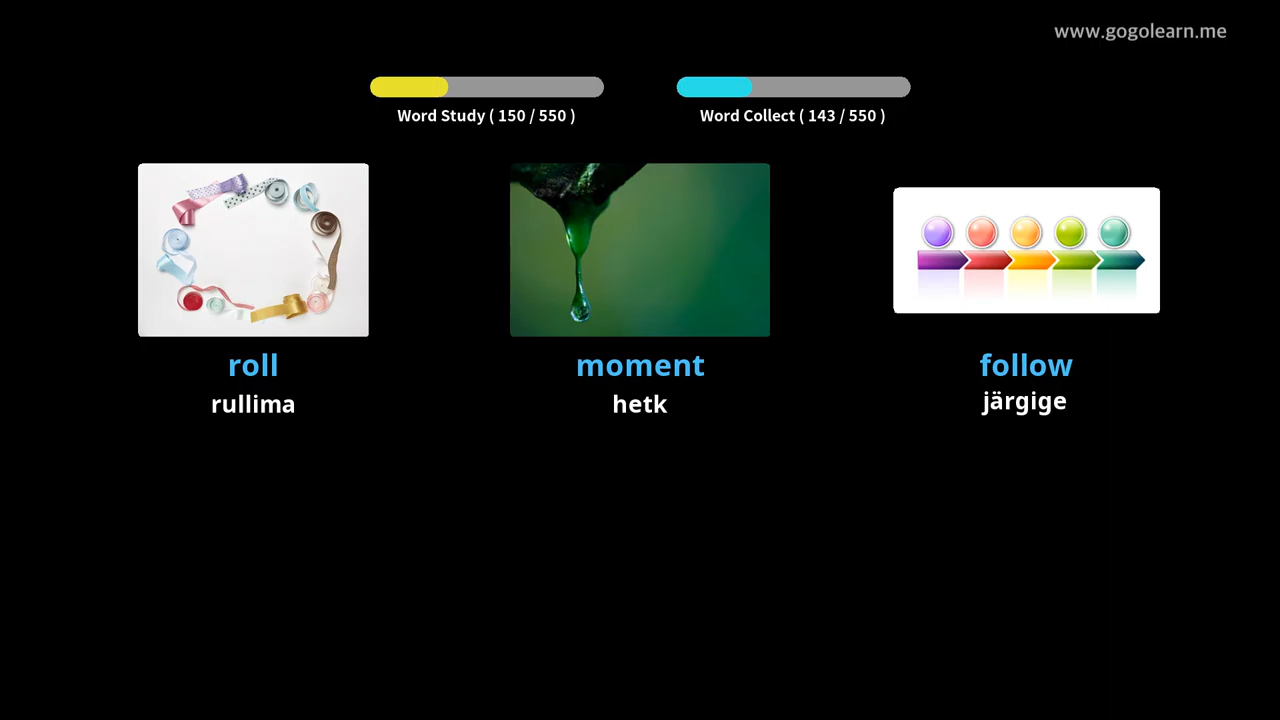 www.gogolearn.me
Word Study ( 150 / 550 )
Word Collect ( 143 / 550 )
roll
moment
follow
rullima
hetk
järgige